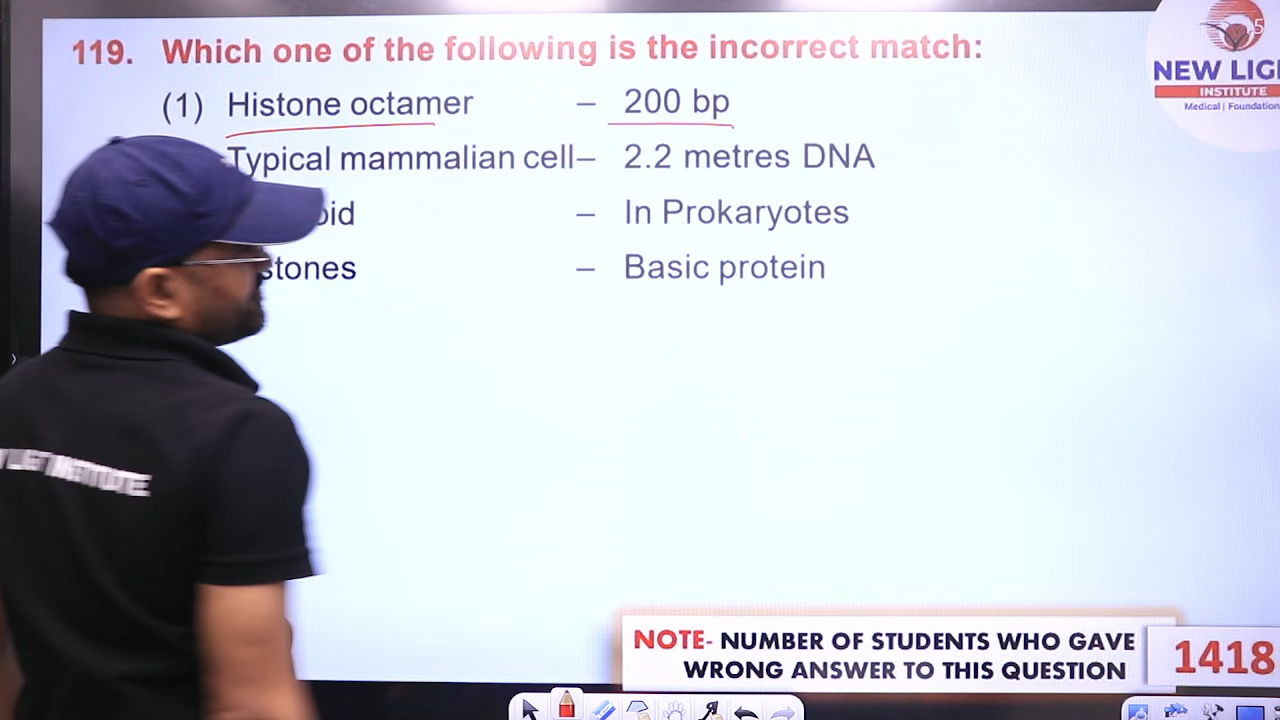 119. Which one of the following is the incorrect match:
(1) Histone octamer – 200 bp
Typical mammalian cell– 2.2 metres DNA
– In Prokaryotes
– Basic protein
NEW
INSTITUTE
Medical | Foundation
INSTITUTE
NOTE- NUMBER OF STUDENTS WHO GAVE
WRONG ANSWER TO THIS QUESTION
1418